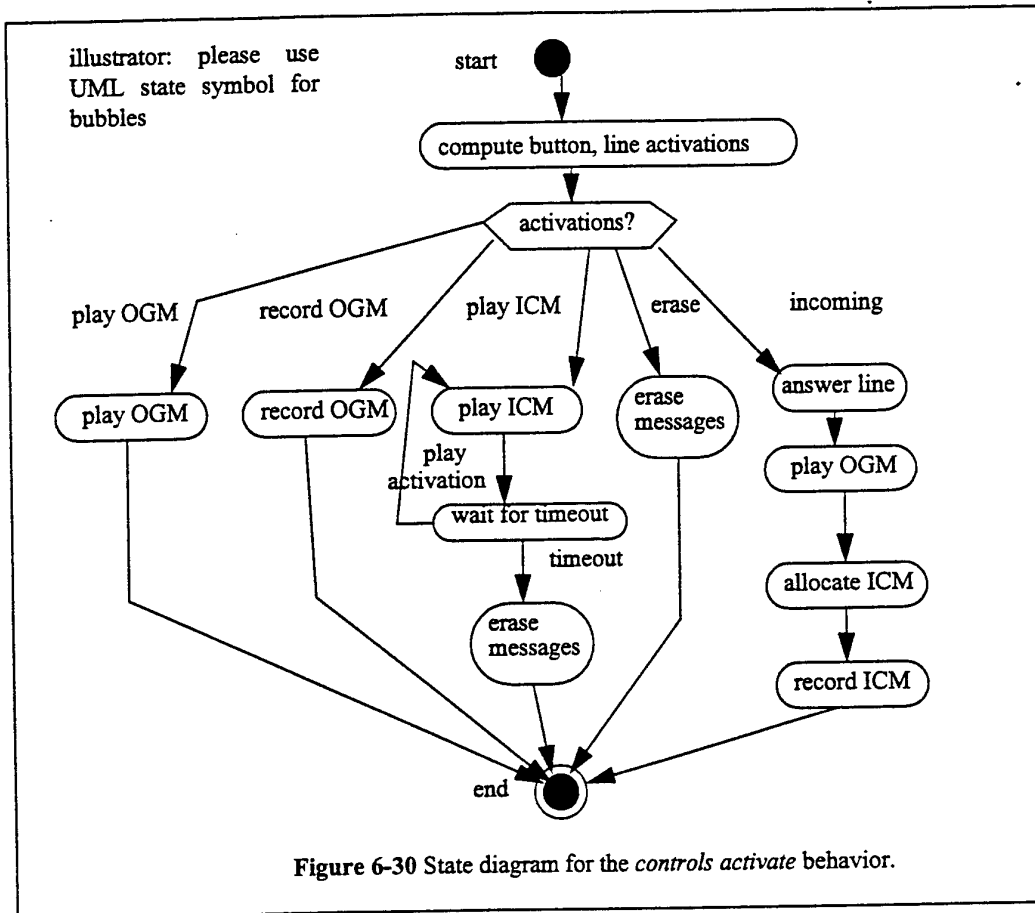 illustrator: please use
UML state symbol for
bubbles
start
compute button, line activations
activations?
play OGM
record OGM
play ICM
erase
incoming
play OGM
record OGM
play ICM
erase
messages
answer line
play
activation
play OGM
wait for timeout
timeout
allocate ICM
erase
messages
record ICM
end
Figure 6-30 State diagram for the controls activate behavior.